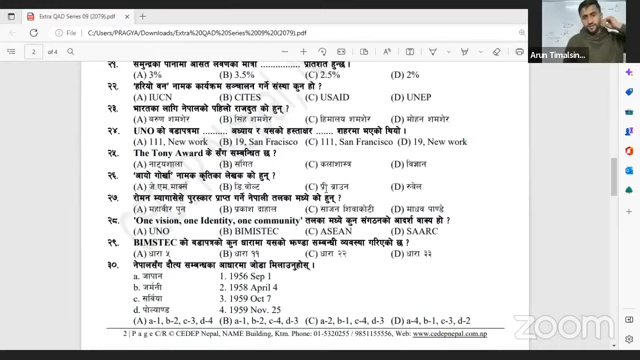 Extra QAD Series 09 (2079).pdf
File C:/Users/PRAGYA/Downloads/Extra%20QAD%20Series%2009%20(2079).pdf
2 of 4
Arun Timalsin...
२१. समुद्रको पानीमा औसत लवणको मात्रा ................ प्रतिशत हुन्छ।
(A) 3% (B) 3.5% (C) 2.5% (D) 2%
२२. 'हरियो वन' नामक कार्यक्रम सञ्चालन गर्ने संस्था कुन हो ?
(A) IUCN (B) CITES (C) USAID (D) UNEP
२३. भारतका लागि नेपालको पहिलो राजदुत को हुन् ?
(A) बरुण शमशेर (B) सिंह शमशेर (C) हिमालय शमशेर (D) मोहन शमशेर
२४. UNO को बडापत्रमा ......... अध्याय र यसको हस्ताक्षर ....... शहरमा भएको थियो।
(A) 111, New work (B) 19, San Fracisco (C) 111, San Francisco (D) 19, New work
२५. The Tony Award के सँग सम्बन्धित छ ?
(A) नाट्यशाला (B) संगित (C) कलाशास्त्र (D) विज्ञान
२६. 'आयो गोर्खा' नामक कृतिका लेखक को हुन् ?
(A) जे.एम.मार्क्स (B) डि.बोल्ट (C) प्री ब्राउन (D) रुवेल
२७. रोमन म्यागासेसे पुरस्कार प्राप्त गर्ने नेपाली तलका मध्ये को हुन् ?
(A) महावीर पुन (B) प्रकाश दाहाल (C) साजन शिवाकोटी (D) माधव पाण्डे
२८. 'One vision, one Identity, one community' तलका मध्ये कुन संगठनको आदर्श वाक्य हो ?
(A) UNO (B) BIMISTEC (C) ASEAN (D) SAARC
२९. BIMSTEC को बडापत्रको कुन धारामा यसको झण्डा सम्बन्धी व्यवस्था गरिएको छ ?
(A) धारा ५ (B) धारा ११ (C) धारा २२ (D) धारा ३३
३०. नेपालसँग दौत्य सम्बन्धका आधारमा जोडा मिलाउनुहोस्।
a. जापान 1. 1956 Sep 1
b. जर्मनी 2. 1958 April 4
c. सर्विया 3. 1959 Oct 7
d. पोल्याण्ड 4. 1959 Nov. 25
(A) a-1, b-2, c-3, d-4 (B) a-1, b-2, c-4, d-3 (C) a-2, b-1, c-4, d-3 (D) a-4, b-1, c-3, d-2
2 | P a g e C/R © CEDEP Nepal, NAME Building, Ktm. Phone: 01-5320255 / 9851155556, Web: www.cedepnepal.com.np
zoom